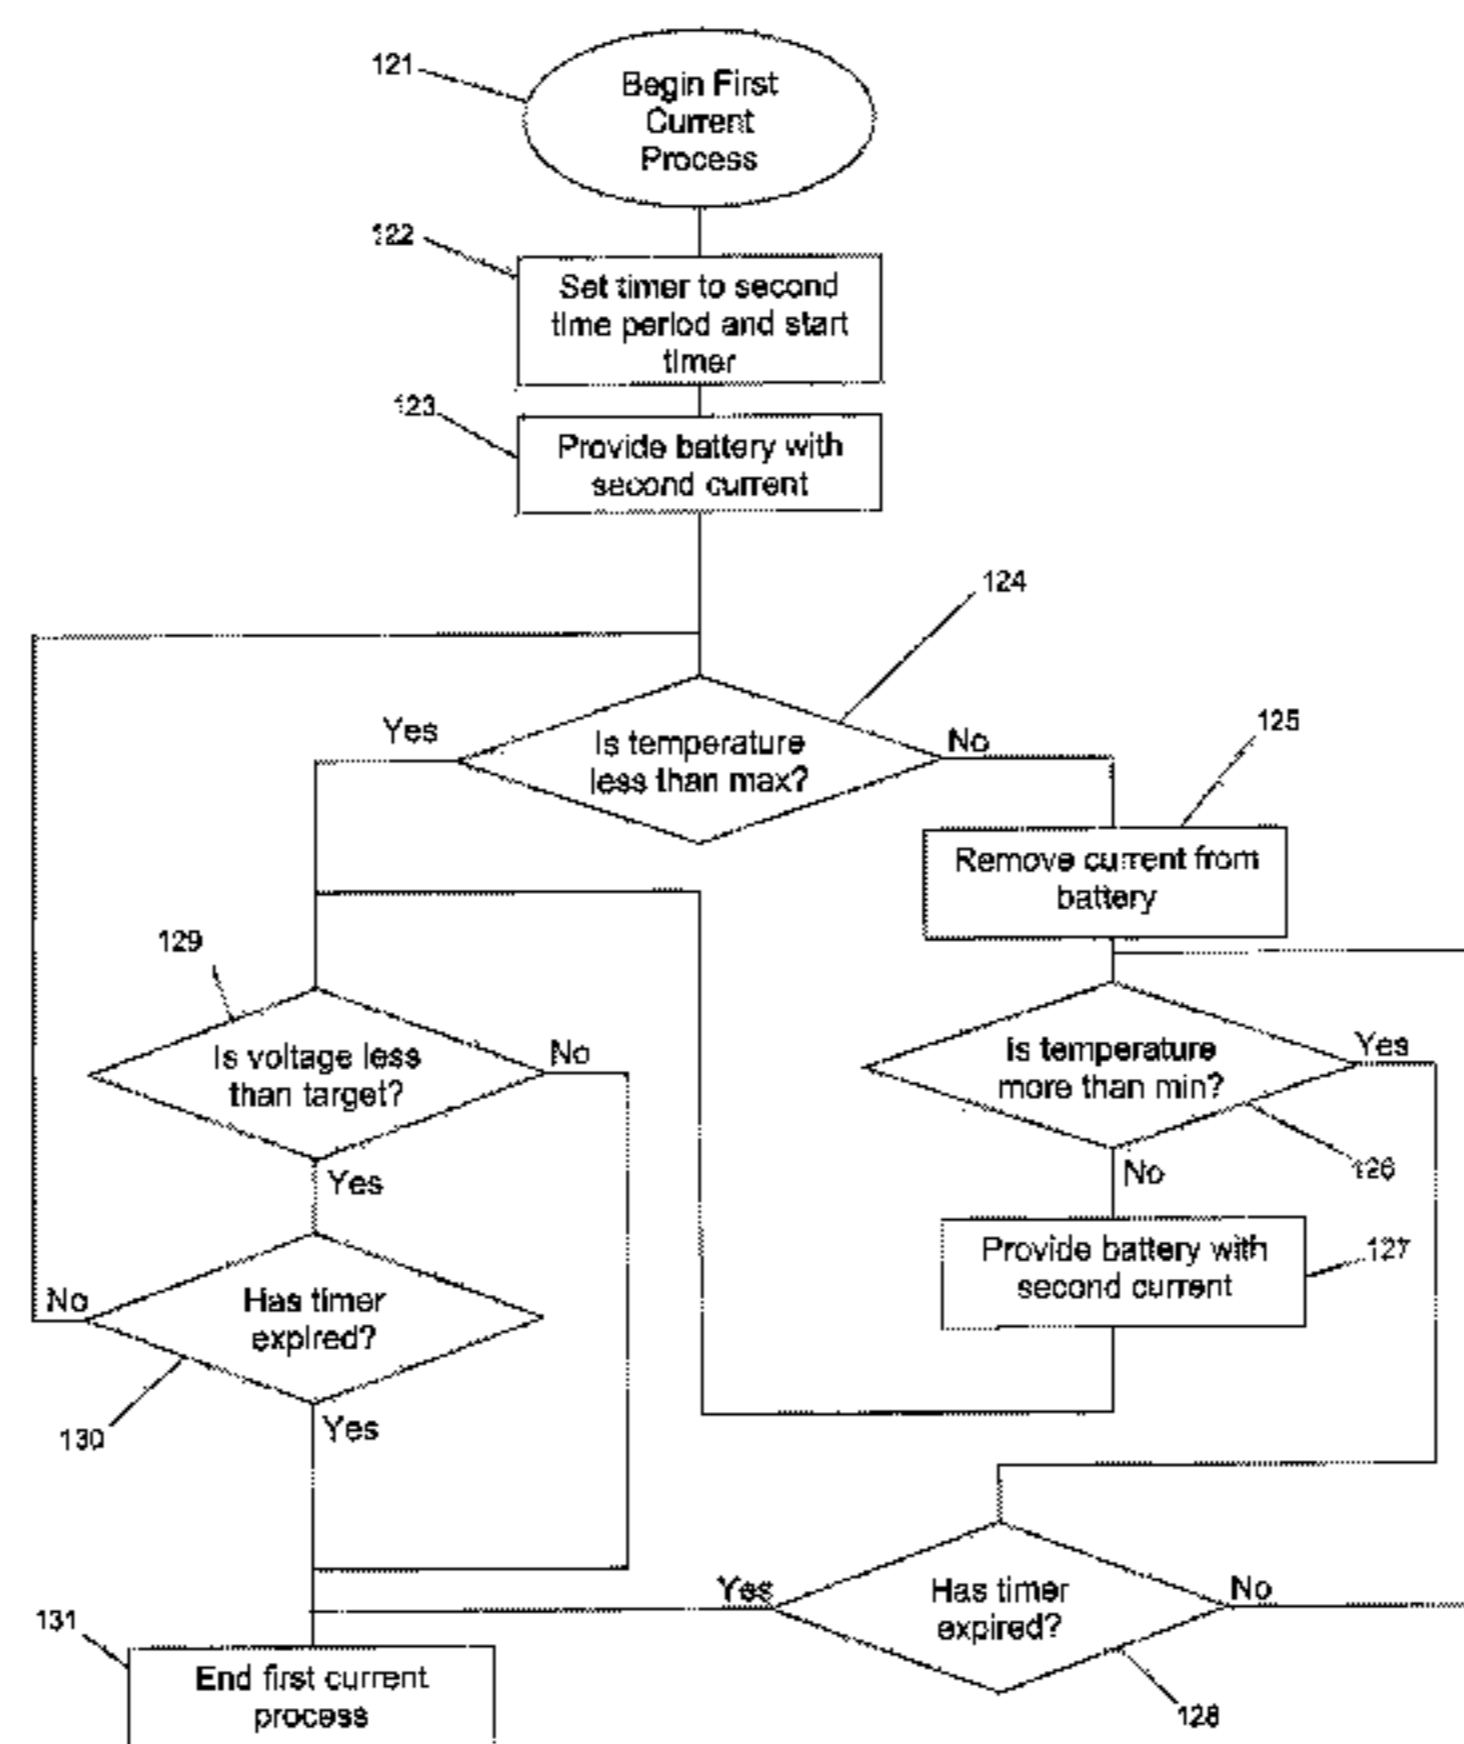 121
Begin First
Current
Process
122
Set timer to second
time period and start
timer
123
Provide battery with
second current
124
Yes
Is temperature
less than max?
No
125
Remove current from
battery
129
Is voltage less
than target?
No
Is temperature
more than min?
Yes
126
Yes
No
Provide battery with
second current
127
No
Has timer
expired?
130
Yes
Yes
Has timer
expired?
No
128
131
End first current
process